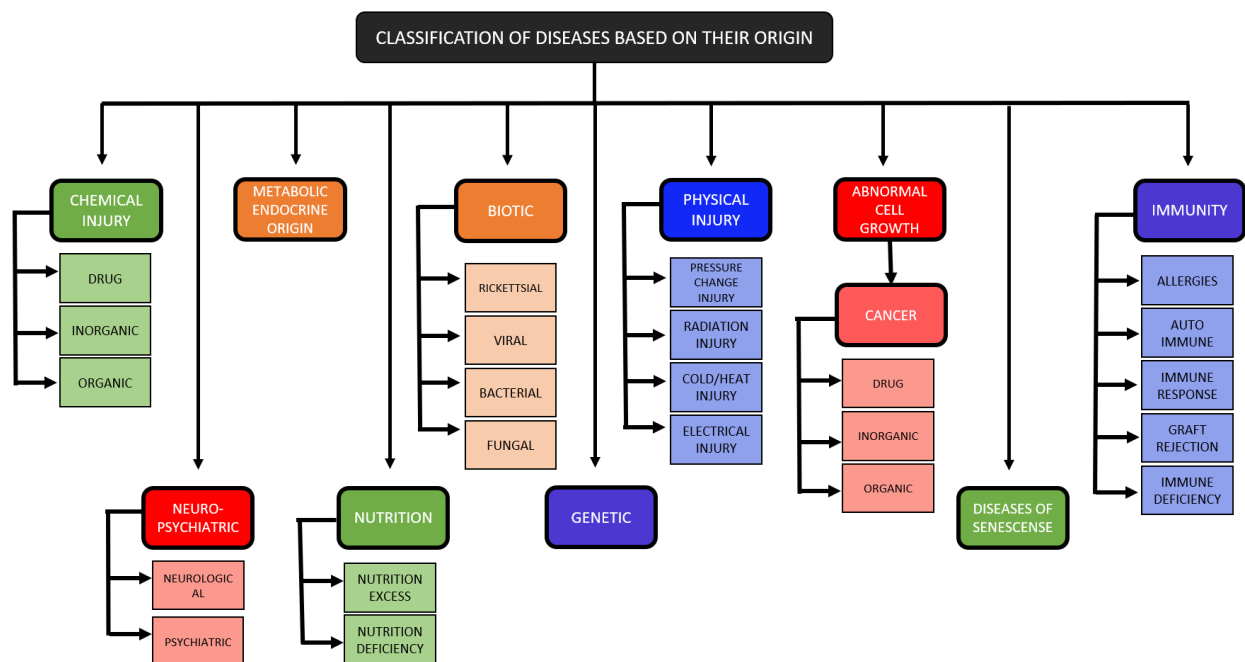 CLASSIFICATION OF DISEASES BASED ON THEIR ORIGIN
CHEMICAL
INJURY
DRUG
INORGANIC
ORGANIC
NEURO-
PSYCHIATRIC
NEUROLOGIC
AL
PSYCHIATRIC
METABOLIC
ENDOCRINE
ORIGIN
NUTRITION
NUTRITION
EXCESS
NUTRITION
DEFICIENCY
BIOTIC
RICKETTSIAL
VIRAL
BACTERIAL
FUNGAL
GENETIC
PHYSICAL
INJURY
PRESSURE
CHANGE
INJURY
RADIATION
INJURY
COLD/HEAT
INJURY
ELECTRICAL
INJURY
ABNORMAL
CELL
GROWTH
CANCER
DRUG
INORGANIC
ORGANIC
DISEASES OF
SENESCENSE
IMMUNITY
ALLERGIES
AUTO
IMMUNE
IMMUNE
RESPONSE
GRAFT
REJECTION
IMMUNE
DEFICIENCY